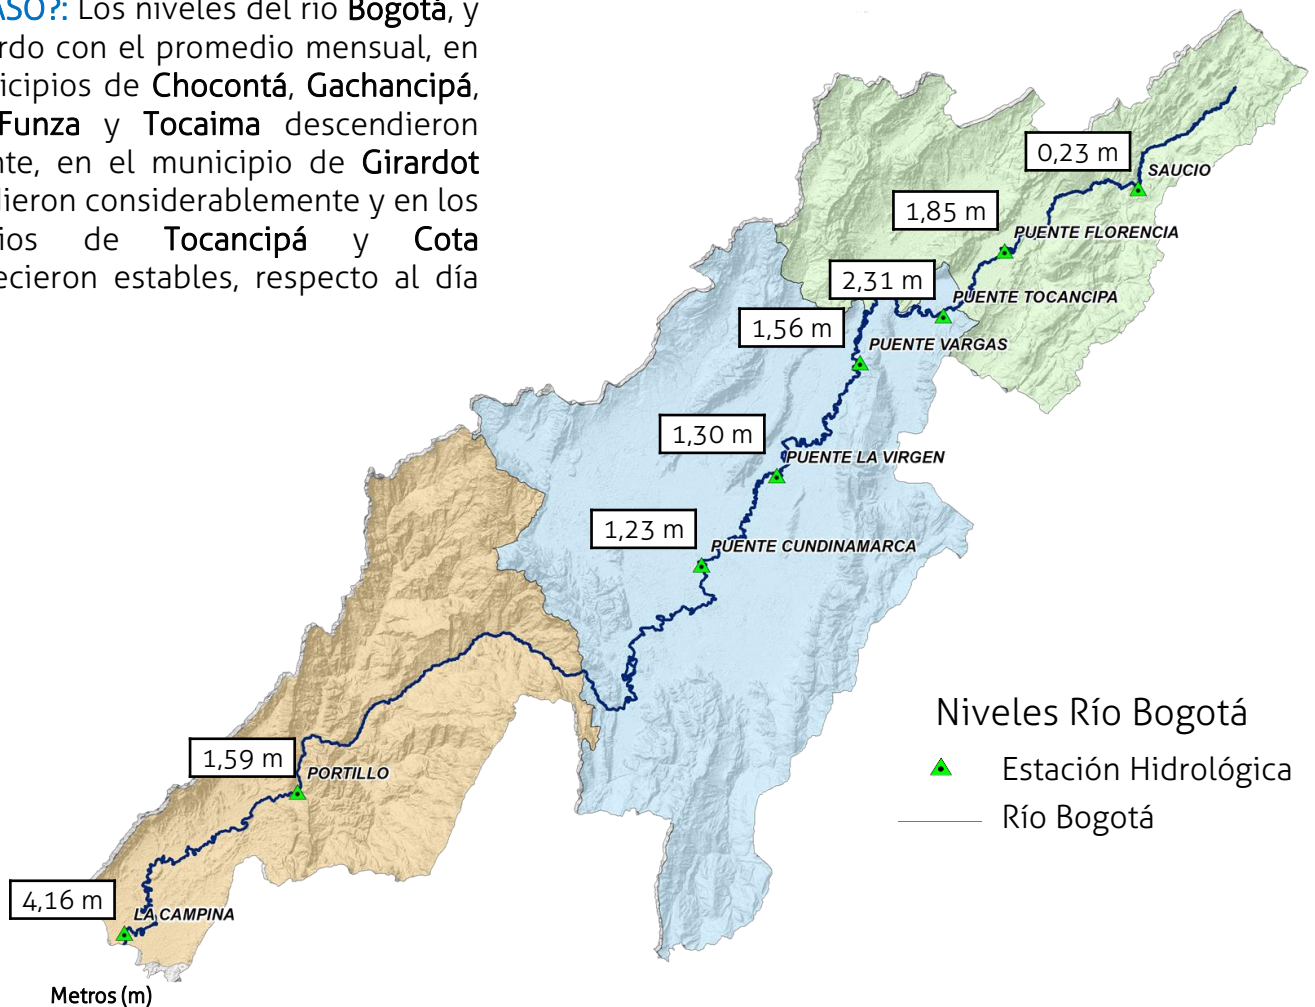 ASO?: Los niveles del río Bogotá, y
rdo con el promedio mensual, en
icipios de Chocontá, Gachancipá,
Funza y Tocaima descendieron
nte, en el municipio de Girardot
dieron considerablemente y en los
ios de Tocancipá y Cota
ecieron estables, respecto al día
0,23 m
SAUCIO
1,85 m
PUENTE FLORENCIA
2,31 m
PUENTE TOCANCIPA
1,56 m
PUENTE VARGAS
1,30 m
PUENTE LA VIRGEN
1,23 m
PUENTE CUNDINAMARCA
Niveles Río Bogotá
Estación Hidrológica
Río Bogotá
1,59 m
PORTILLO
4,16 m
LA CAMPINA
Metros (m)